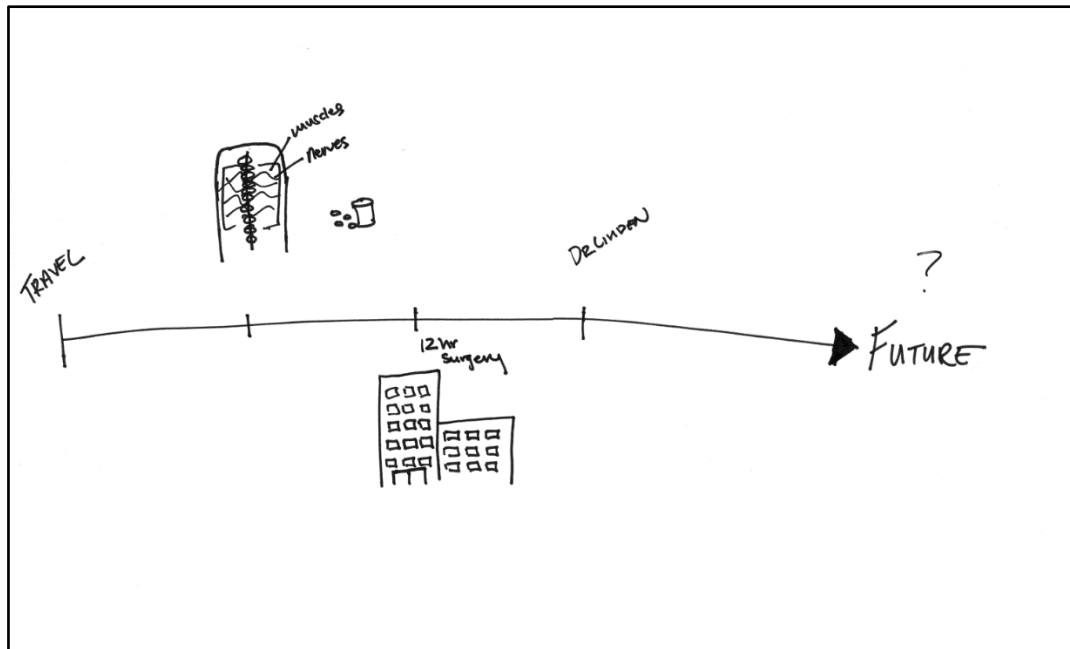 muscles
nerves
TRAVEL
DR LINDEN
?
12 hr
surgery
FUTURE